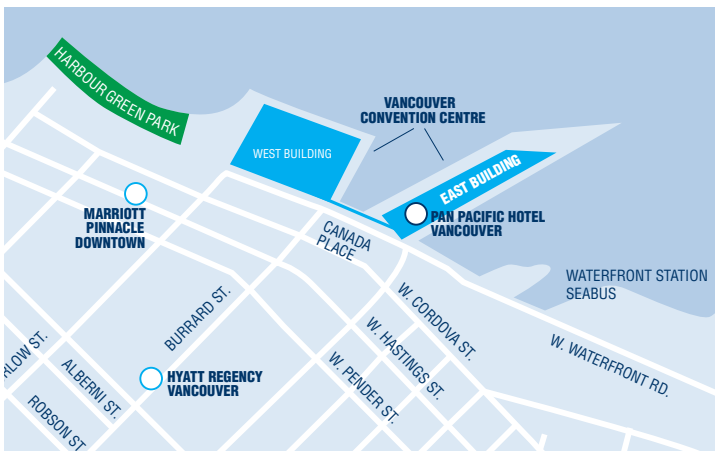 HARBOUR GREEN PARK
VANCOUVER
CONVENTION CENTRE
WEST BUILDING
EAST BUILDING
MARRIOTT
PINNACLE
DOWNTOWN
PAN PACIFIC HOTEL
VANCOUVER
CANADA
PLACE
WATERFRONT STATION
SEABUS
BURRARD ST.
W. CORDOVA ST.
W. HASTINGS ST.
W. PENDER ST.
W. WATERFRONT RD.
RLOW ST.
ALBERNI ST.
HYATT REGENCY
VANCOUVER
ROBSON ST